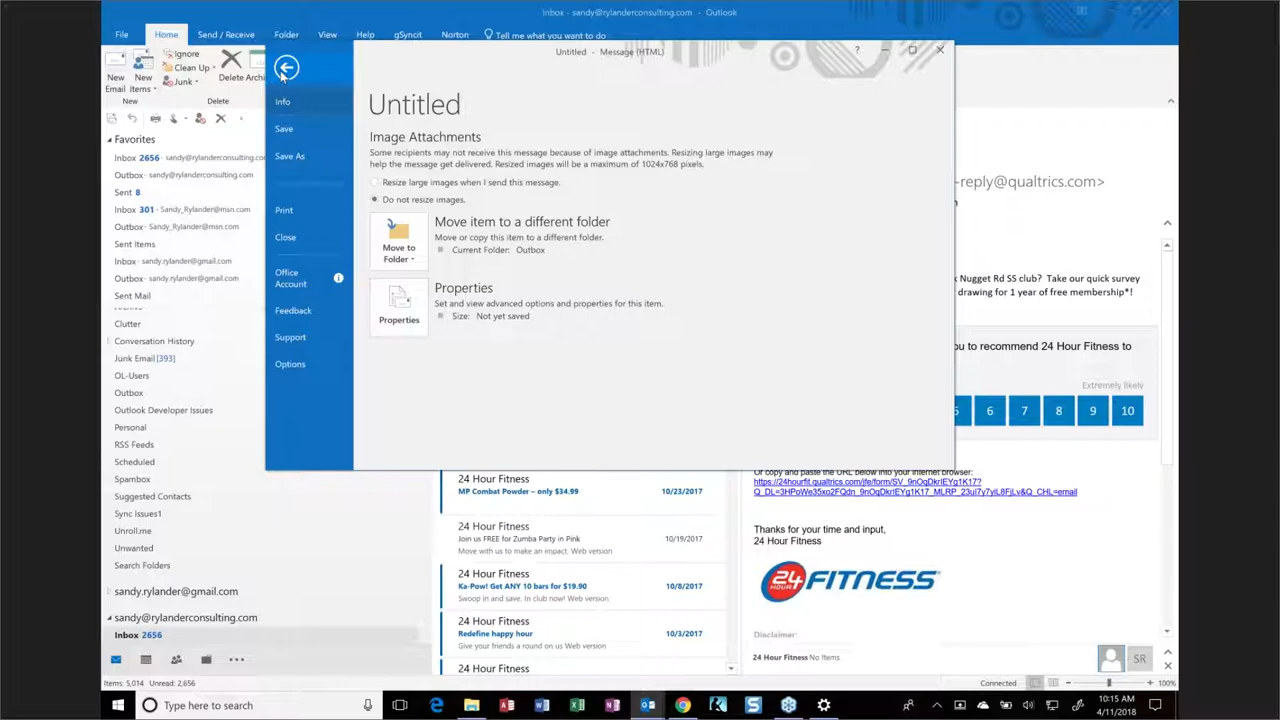 Inbox - sandy@rylanderconsulting.com - Outlook
File Home Send / Receive Folder View Help gSyncit Norton Tell me what you want to do
New Email
New Items
New
Ignore
Clean Up
Junk
Delete
Delete
Favorites
Inbox 2656 - sandy@rylanderconsulting.co
Outbox - sandy@rylanderconsulting.com
Sent 8
Inbox 301 - Sandy_Rylander@msn.com
Outbox - Sandy_Rylander@msn.com
Sent Items
Inbox - sandy.rylander@gmail.com
Outbox - sandy.rylander@gmail.com
Sent Mail
Clutter
Conversation History
Junk Email [393]
OL-Users
Outbox
Outlook Developer Issues
Personal
RSS Feeds
Scheduled
Spambox
Suggested Contacts
Sync Issues1
Unroll.me
Unwanted
Search Folders
sandy.rylander@gmail.com
sandy@rylanderconsulting.com
Inbox 2656
Items: 5,014 Unread: 2,656
Untitled - Message (HTML)
Info
Save
Save As
Print
Close
Office Account
Feedback
Support
Options
Untitled
Image Attachments
Some recipients may not receive this message because of image attachments. Resizing large images may
help the message get delivered. Resized images will be a maximum of 1024x768 pixels.
Resize large images when I send this message.
Do not resize images.
Move to Folder
Move item to a different folder
Move or copy this item to a different folder.
Current Folder: Outbox
Properties
Properties
Set and view advanced options and properties for this item.
Size: Not yet saved
24 Hour Fitness
MP Combat Powder – only $34.99 10/23/2017
24 Hour Fitness
Join us FREE for Zumba Party in Pink 10/19/2017
Move with us to make an impact. Web version
24 Hour Fitness
Ka-Pow! Get ANY 10 bars for $19.90 10/8/2017
Swoop in and save. In club now! Web version
24 Hour Fitness
Redefine happy hour 10/3/2017
Give your friends a round on us Web version
24 Hour Fitness
-reply@qualtrics.com>
Nugget Rd SS club? Take our quick survey
drawing for 1 year of free membership*!
ou to recommend 24 Hour Fitness to
Extremely likely
5 6 7 8 9 10
Or copy and paste the URL below into your internet browser:
Thanks for your time and input,
24 Hour Fitness
24 HOUR FITNESS
Disclaimer:
24 Hour Fitness No Items
SR
Connected
100%
Type here to search
10:15 AM
4/11/2018